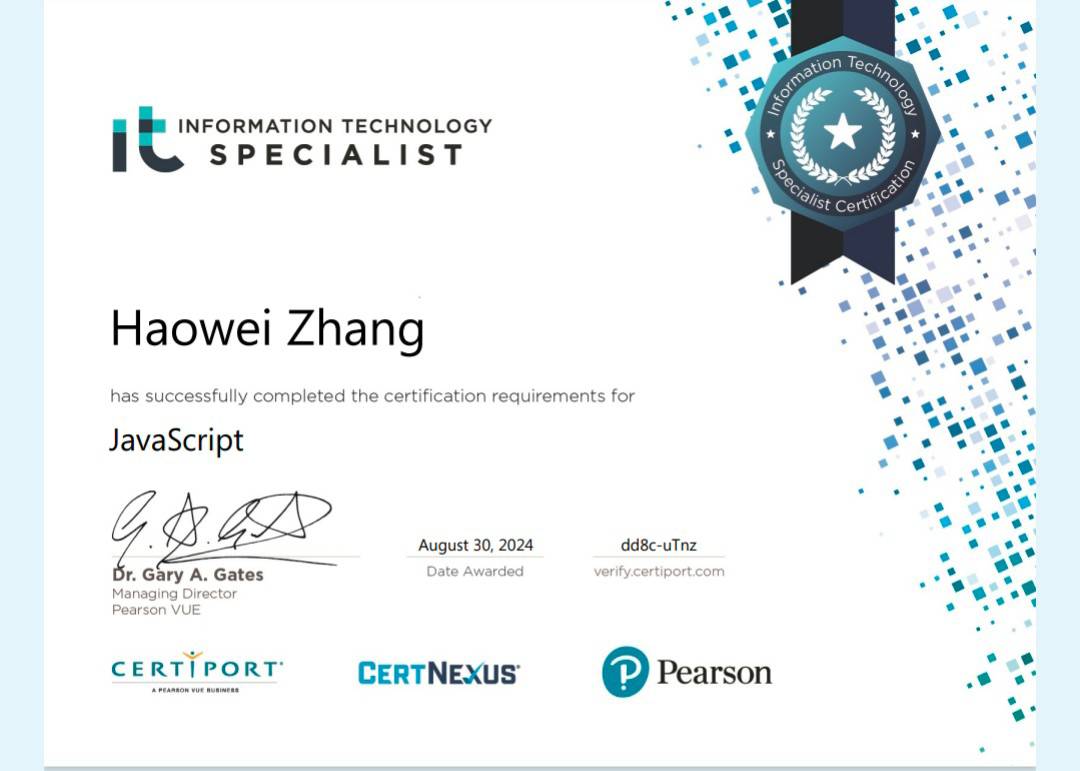 it INFORMATION TECHNOLOGY
SPECIALIST
Information Technology
Specialist Certification
Haowei Zhang
has successfully completed the certification requirements for
JavaScript
G. A. Gates
Dr. Gary A. Gates
Managing Director
Pearson VUE
August 30, 2024
Date Awarded
dd8c-uTnz
verify.certiport.com
CERTIPORT
A PEARSON VUE BUSINESS
CERTNEXUS
P Pearson